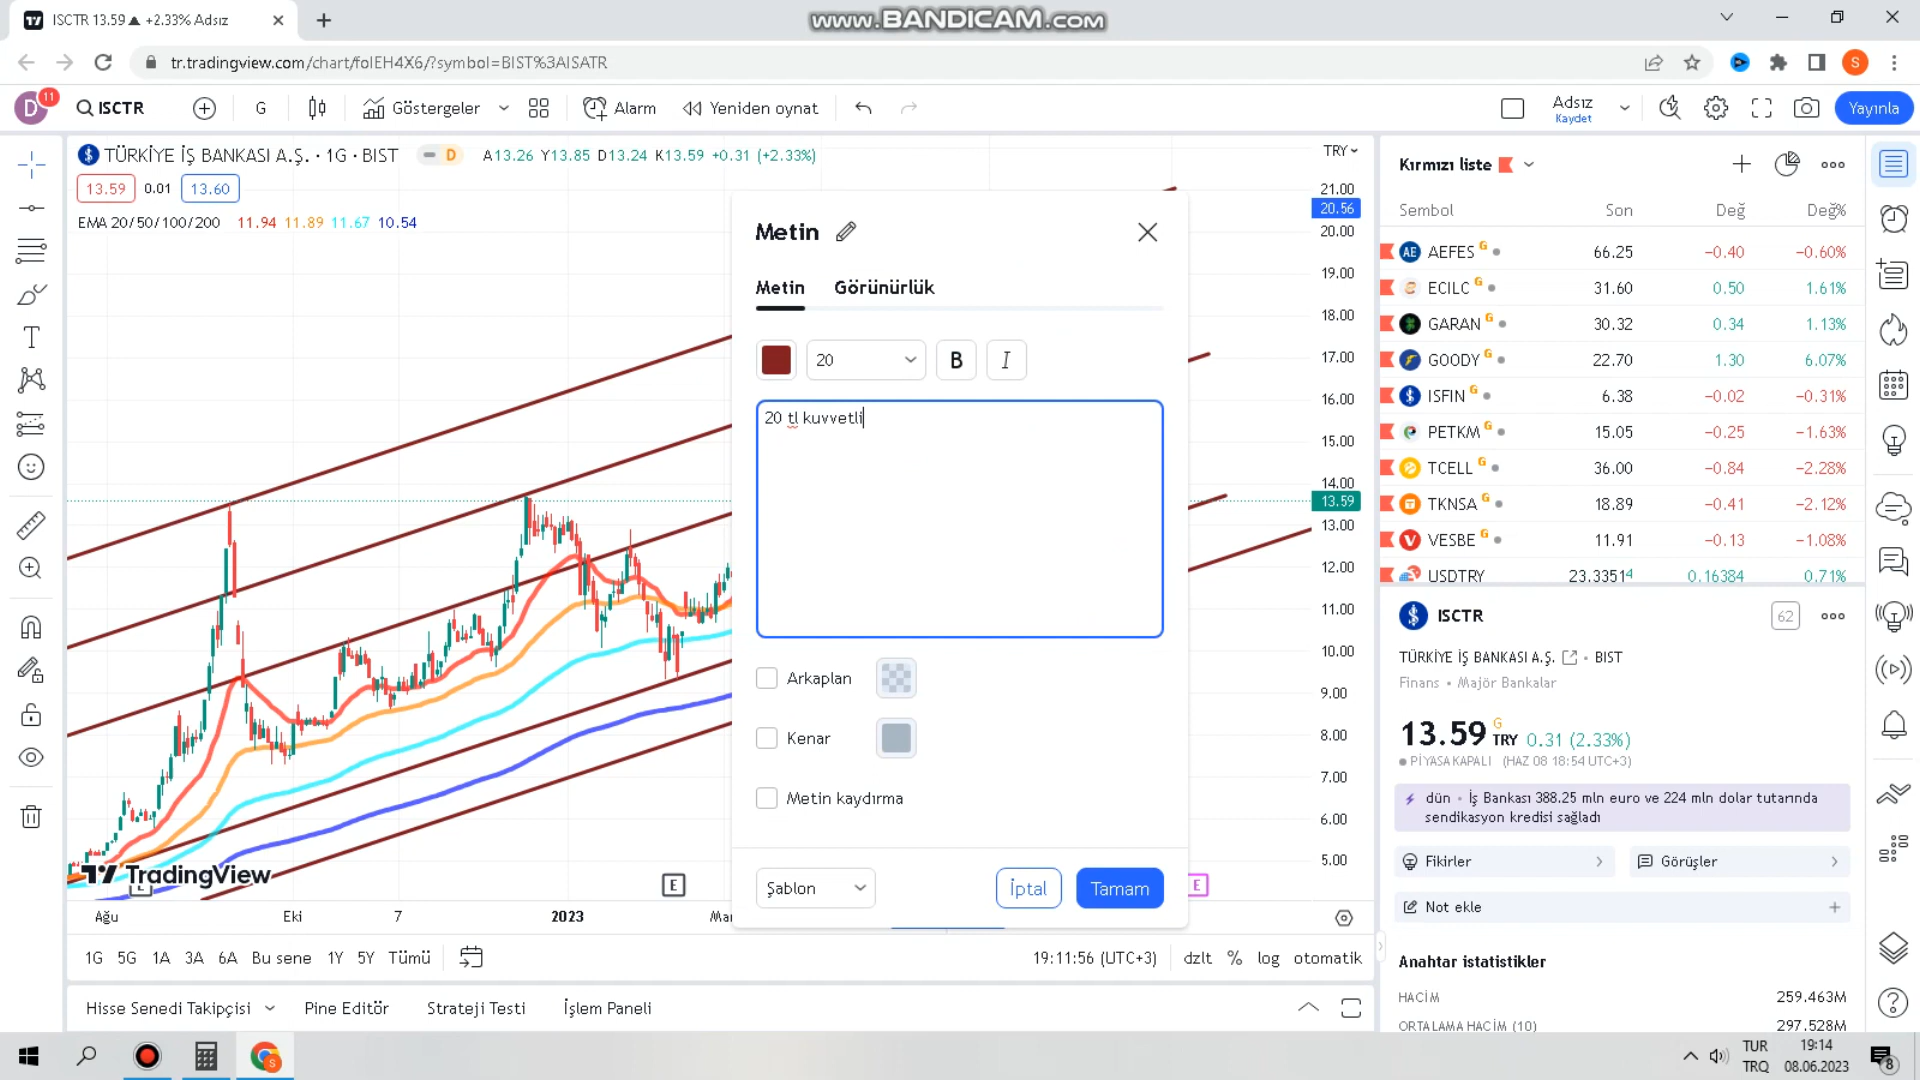 ISCTR 13.59 ▲ +2.33% Adsız
www.BANDICAM.com
tr.tradingview.com/chart/folEH4X6/?symbol=BIST%3AISATR
S
D 11
ISCTR
G
Göstergeler
Alarm
Yeniden oynat
Adsız
Kaydet
Yayınla
TÜRKİYE İŞ BANKASI A.Ş. · 1G · BIST
D
A13.26 Y13.85 D13.24 K13.59 +0.31 (+2.33%)
TRY
13.59 0.01 13.60
EMA 20/50/100/200 11.94 11.89 11.67 10.54
21.00
20.56
20.00
19.00
18.00
17.00
16.00
15.00
14.00
13.59
13.00
12.00
11.00
10.00
9.00
8.00
7.00
6.00
5.00
Metin
Metin Görünürlük
20 B I
20 tl kuvvetli
Arkaplan
Kenar
Metin kaydırma
Şablon İptal Tamam
TradingView
E
E
Ağu Eki 7 2023 Mar
1G 5G 1A 3A 6A Bu sene 1Y 5Y Tümü
19:11:56 (UTC+3) dzlt % log otomatik
Hisse Senedi Takipçisi Pine Editör Strateji Testi İşlem Paneli
Kırmızı liste
Sembol Son Değ Değ%
AEFES G 66.25 −0.40 −0.60%
ECILC G 31.60 0.50 1.61%
GARAN G 30.32 0.34 1.13%
GOODY G 22.70 1.30 6.07%
ISFIN G 6.38 −0.02 −0.31%
PETKM G 15.05 −0.25 −1.63%
TCELL G 36.00 −0.84 −2.28%
TKNSA G 18.89 −0.41 −2.12%
VESBE G 11.91 −0.13 −1.08%
USDTRY 23.3351⁴ 0.16384 0.71%
ISCTR 62
TÜRKİYE İŞ BANKASI A.Ş. • BIST
Finans • Majör Bankalar
13.59 G TRY 0.31 (2.33%)
PİYASA KAPALI (HAZ 08 18:54 UTC+3)
dün • İş Bankası 388.25 mln euro ve 224 mln dolar tutarında
sendikasyon kredisi sağladı
Fikirler Görüşler
Not ekle
Anahtar istatistikler
HACİM 259.463M
ORTALAMA HACİM (10) 297.528M
TUR 19:14
TRQ 08.06.2023
8